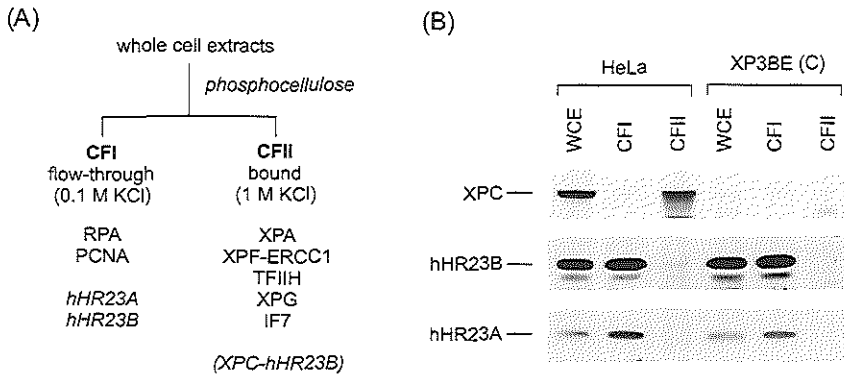 (A)
whole cell extracts
phosphocellulose
CFI
flow-through
(0.1 M KCl)
RPA
PCNA
hHR23A
hHR23B
CFII
bound
(1 M KCl)
XPA
XPF-ERCC1
TFIIH
XPG
IF7
(XPC-hHR23B)
(B)
HeLa
XP3BE (C)
WCE
CFI
CFII
WCE
CFI
CFII
XPC
hHR23B
hHR23A